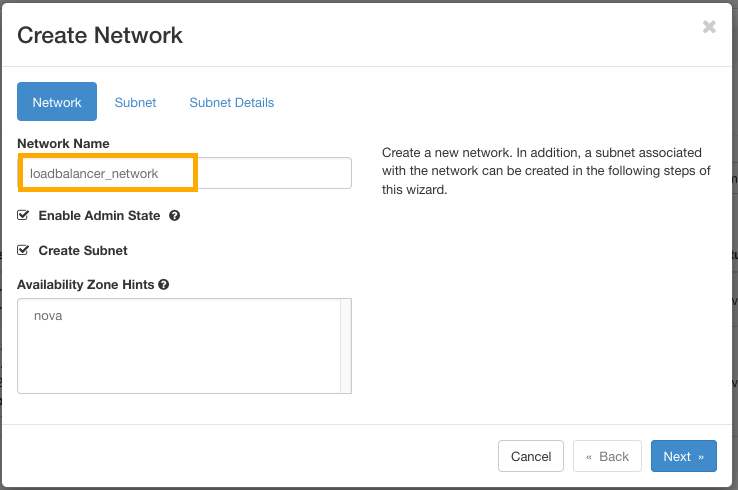 Create Network
×
Network Subnet Subnet Details
Network Name
loadbalancer_network
Create a new network. In addition, a subnet associated
with the network can be created in the following steps of
this wizard.
Enable Admin State ?
Create Subnet
Availability Zone Hints ?
nova
Cancel
« Back
Next »